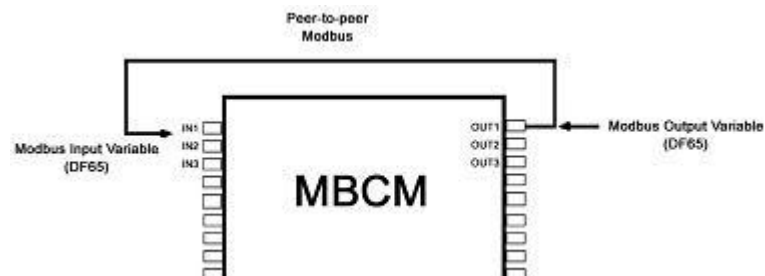 Peer-to-peer
Modbus
IN1
IN2
IN3
Modbus Input Variable
(DF65)
MBCM
OUT1
OUT2
OUT3
Modbus Output Variable
(DF65)